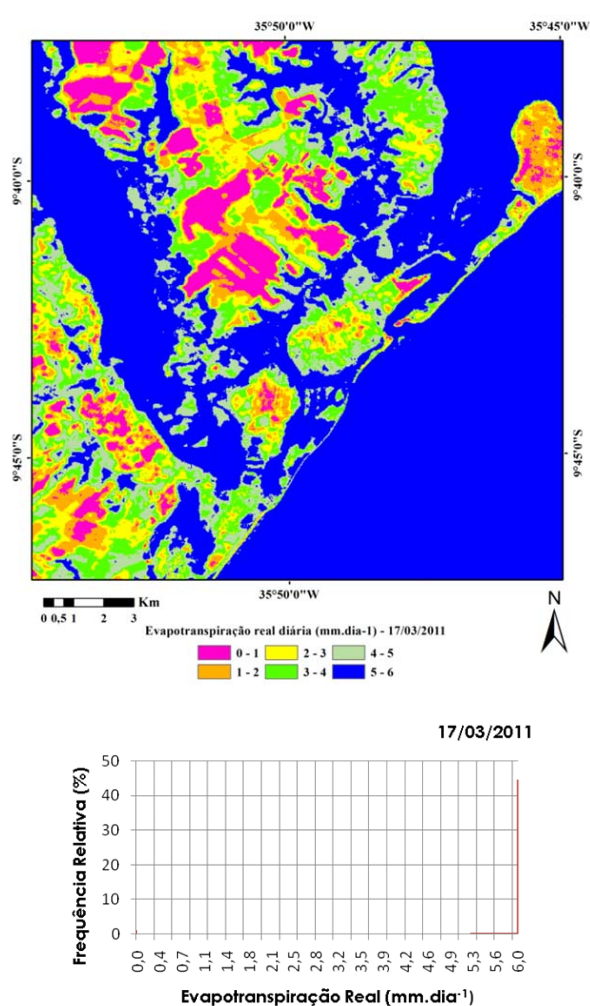 35°50'0"W 35°45'0"W
9°40'0"S 9°40'0"S
9°45'0"S 9°45'0"S
35°50'0"W
Km
0 0,5 1 2 3
N
Evapotranspiração real diária (mm.dia-1) - 17/03/2011
0 - 1 2 - 3 4 - 5
1 - 2 3 - 4 5 - 6
17/03/2011
Frequência Relativa (%)
50
40
30
20
10
0
0,0 0,4 0,7 1,1 1,4 1,8 2,1 2,5 2,8 3,2 3,5 3,9 4,2 4,6 4,9 5,3 5,6 6,0
Evapotranspiração Real (mm.dia-¹)